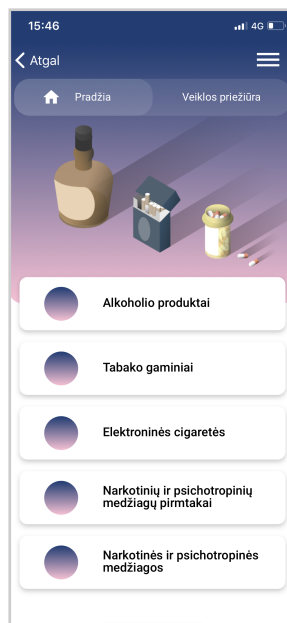 15:46
4G
Atgal
Pradžia
Veiklos priežiūra
Alkoholio produktai
Tabako gaminiai
Elektroninės cigaretės
Narkotinių ir psichotropinių
medžiagų pirmtakai
Narkotinės ir psichotropinės
medžiagos